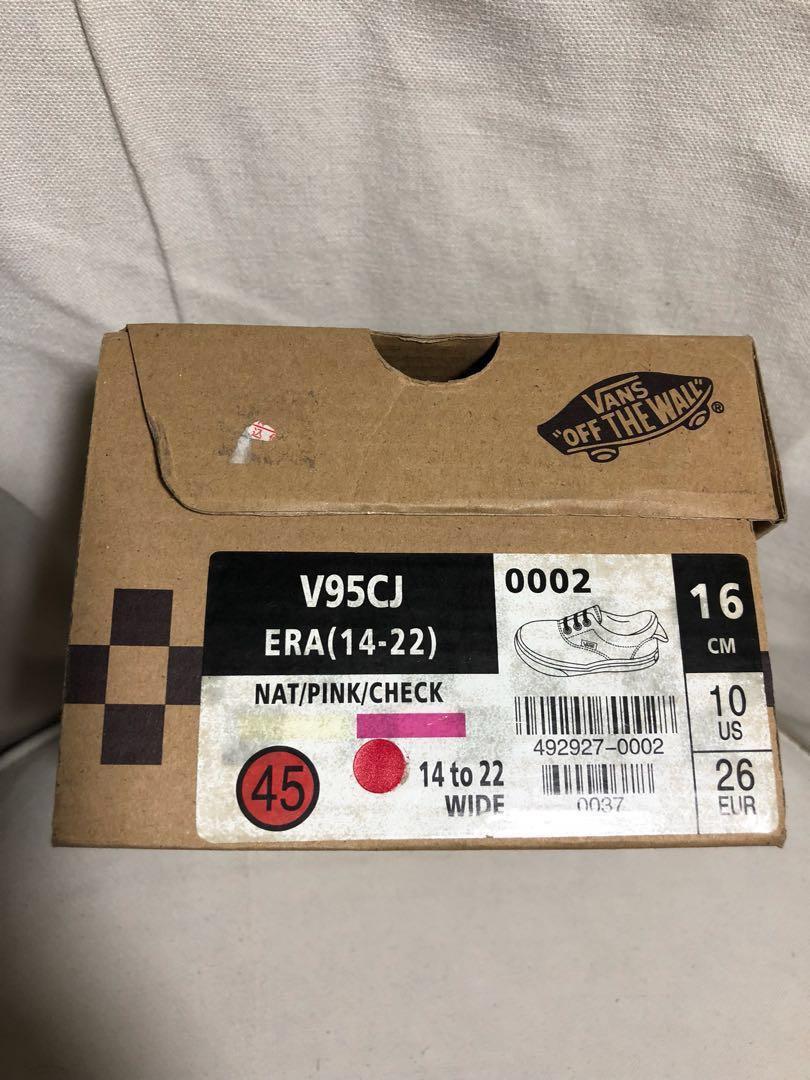 VANS
"OFF THE WALL"®
V95CJ
ERA(14-22)
NAT/PINK/CHECK
45
14 to 22
WIDE
0002
492927-0002
0037
16
CM
10
US
26
EUR